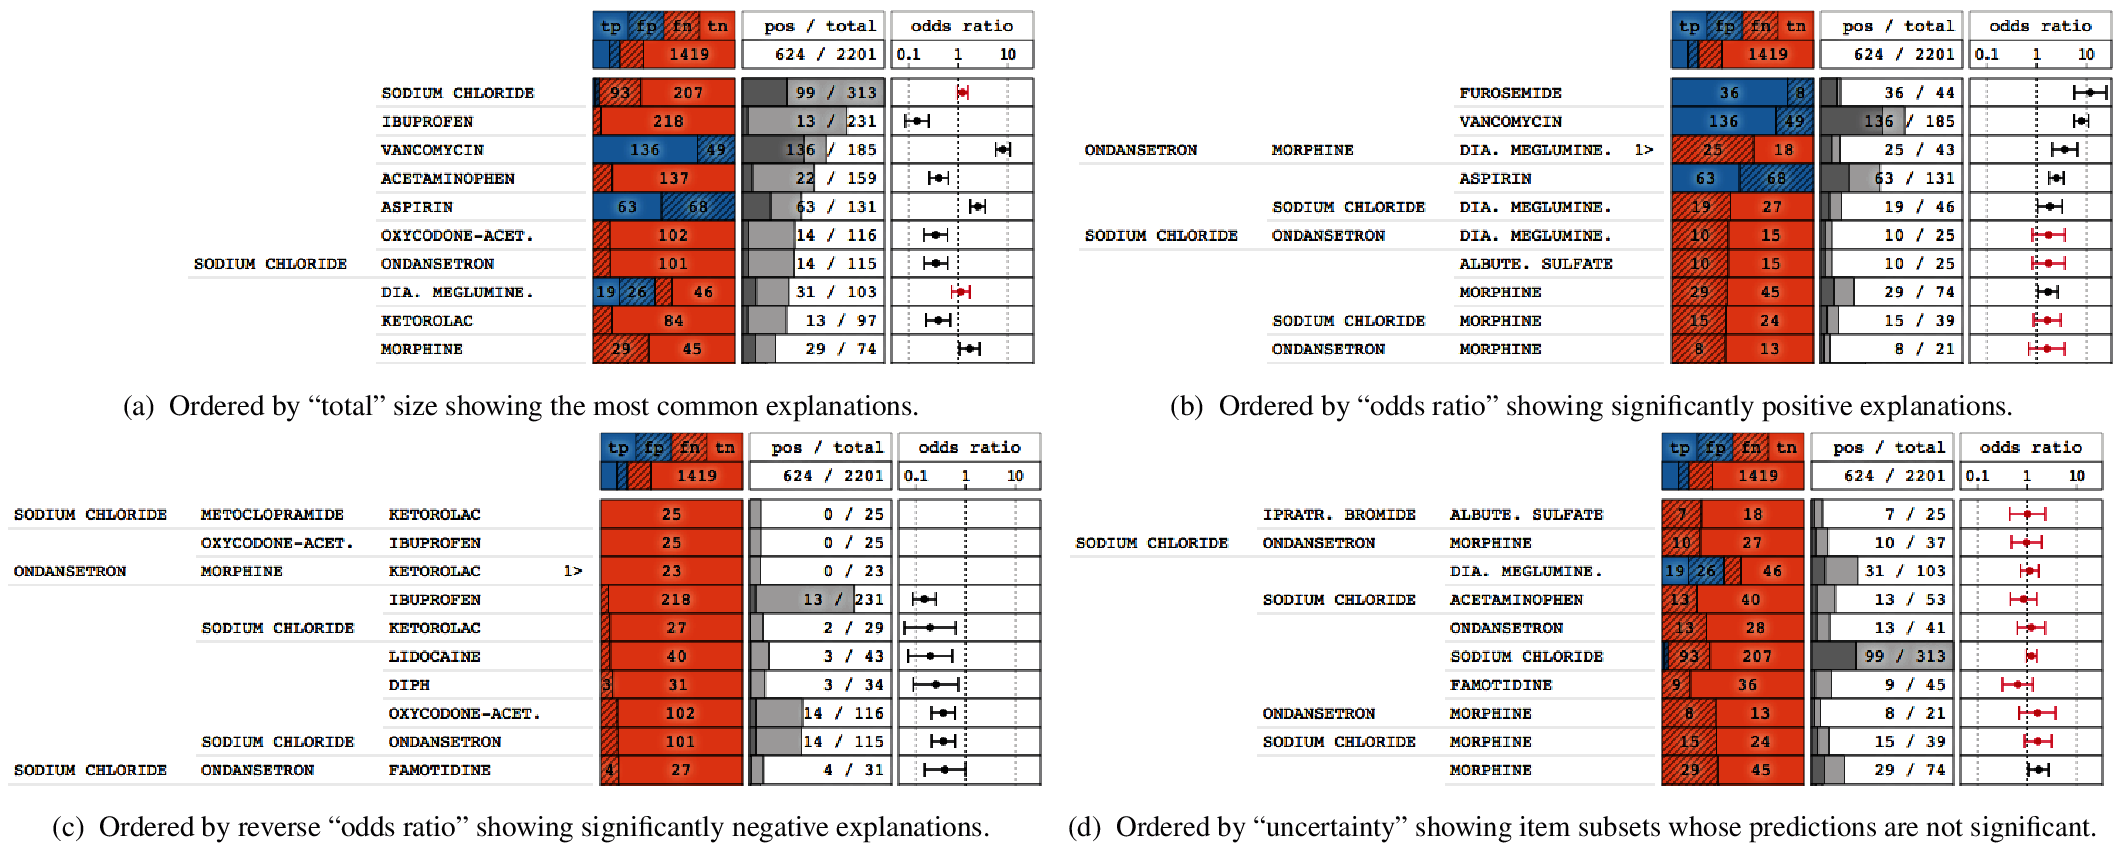 tp fp fn tn pos / total odds ratio
1419 624 / 2201 0.1 1 10
SODIUM CHLORIDE 93 207 99 / 313
IBUPROFEN 218 13 / 231
VANCOMYCIN 136 49 136 / 185
ACETAMINOPHEN 137 22 / 159
ASPIRIN 63 68 63 / 131
OXYCODONE-ACET. 102 14 / 116
SODIUM CHLORIDE ONDANSETRON 101 14 / 115
DIA. MEGLUMINE. 19 26 46 31 / 103
KETOROLAC 84 13 / 97
MORPHINE 29 45 29 / 74
(a) Ordered by “total” size showing the most common explanations.
tp fp fn tn pos / total odds ratio
1419 624 / 2201 0.1 1 10
FUROSEMIDE 36 8 36 / 44
VANCOMYCIN 136 49 136 / 185
ONDANSETRON MORPHINE DIA. MEGLUMINE. 1> 25 18 25 / 43
ASPIRIN 63 68 63 / 131
SODIUM CHLORIDE DIA. MEGLUMINE. 19 27 19 / 46
SODIUM CHLORIDE ONDANSETRON DIA. MEGLUMINE. 10 15 10 / 25
ALBUTE. SULFATE 10 15 10 / 25
MORPHINE 29 45 29 / 74
SODIUM CHLORIDE MORPHINE 15 24 15 / 39
ONDANSETRON MORPHINE 8 13 8 / 21
(b) Ordered by “odds ratio” showing significantly positive explanations.
tp fp fn tn pos / total odds ratio
1419 624 / 2201 0.1 1 10
SODIUM CHLORIDE METOCLOPRAMIDE KETOROLAC 25 0 / 25
OXYCODONE-ACET. IBUPROFEN 25 0 / 25
ONDANSETRON MORPHINE KETOROLAC 1> 23 0 / 23
IBUPROFEN 218 13 / 231
SODIUM CHLORIDE KETOROLAC 27 2 / 29
LIDOCAINE 40 3 / 43
DIPH 3 31 3 / 34
OXYCODONE-ACET. 102 14 / 116
SODIUM CHLORIDE ONDANSETRON 101 14 / 115
SODIUM CHLORIDE ONDANSETRON FAMOTIDINE 4 27 4 / 31
(c) Ordered by reverse “odds ratio” showing significantly negative explanations.
tp fp fn tn pos / total odds ratio
1419 624 / 2201 0.1 1 10
IPRATR. BROMIDE ALBUTE. SULFATE 7 18 7 / 25
SODIUM CHLORIDE ONDANSETRON MORPHINE 10 27 10 / 37
DIA. MEGLUMINE. 19 26 46 31 / 103
SODIUM CHLORIDE ACETAMINOPHEN 13 40 13 / 53
ONDANSETRON 13 28 13 / 41
SODIUM CHLORIDE 93 207 99 / 313
FAMOTIDINE 9 36 9 / 45
ONDANSETRON MORPHINE 8 13 8 / 21
SODIUM CHLORIDE MORPHINE 15 24 15 / 39
MORPHINE 29 45 29 / 74
(d) Ordered by “uncertainty” showing item subsets whose predictions are not significant.